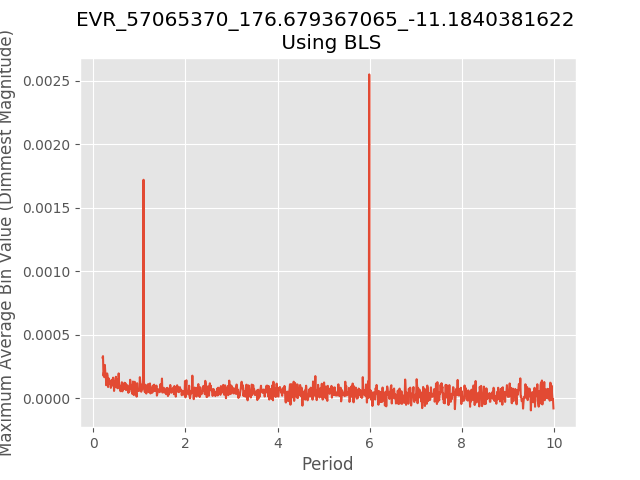 EVR_57065370_176.679367065_-11.1840381622
Using BLS
Maximum Average Bin Value (Dimmest Magnitude)
0.0025
0.0020
0.0015
0.0010
0.0005
0.0000
0 2 4 6 8 10
Period